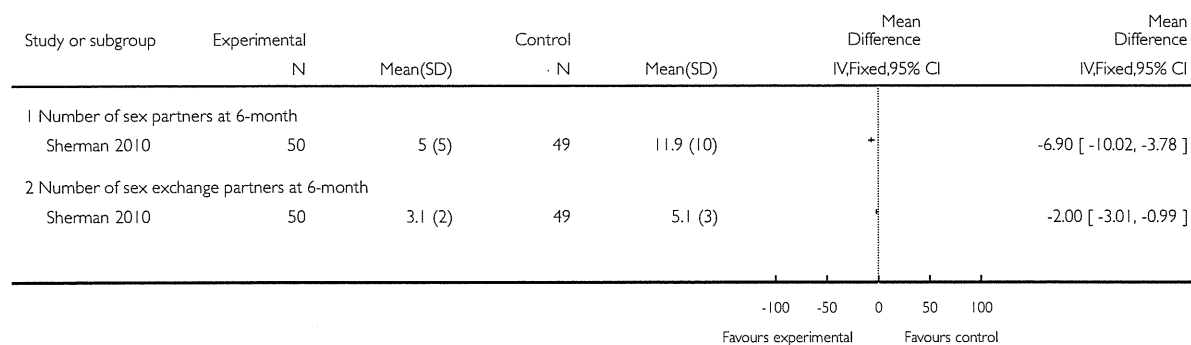 Mean Mean
Study or subgroup Experimental Control Difference Difference
N Mean(SD) · N Mean(SD) IV,Fixed,95% CI IV,Fixed,95% CI
1 Number of sex partners at 6-month
Sherman 2010 50 5 (5) 49 11.9 (10) -6.90 [ -10.02, -3.78 ]
2 Number of sex exchange partners at 6-month
Sherman 2010 50 3.1 (2) 49 5.1 (3) -2.00 [ -3.01, -0.99 ]
-100 -50 0 50 100
Favours experimental Favours control